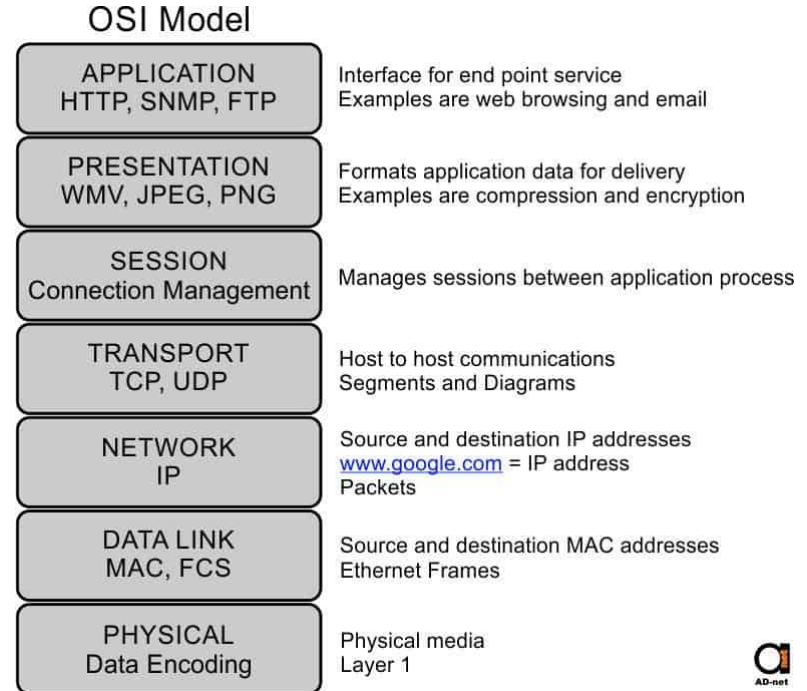 OSI Model
APPLICATION
HTTP, SNMP, FTP
Interface for end point service
Examples are web browsing and email
PRESENTATION
WMV, JPEG, PNG
Formats application data for delivery
Examples are compression and encryption
SESSION
Connection Management
Manages sessions between application process
TRANSPORT
TCP, UDP
Host to host communications
Segments and Diagrams
NETWORK
IP
Source and destination IP addresses
www.google.com = IP address
Packets
DATA LINK
MAC, FCS
Source and destination MAC addresses
Ethernet Frames
PHYSICAL
Data Encoding
Physical media
Layer 1
AD-net